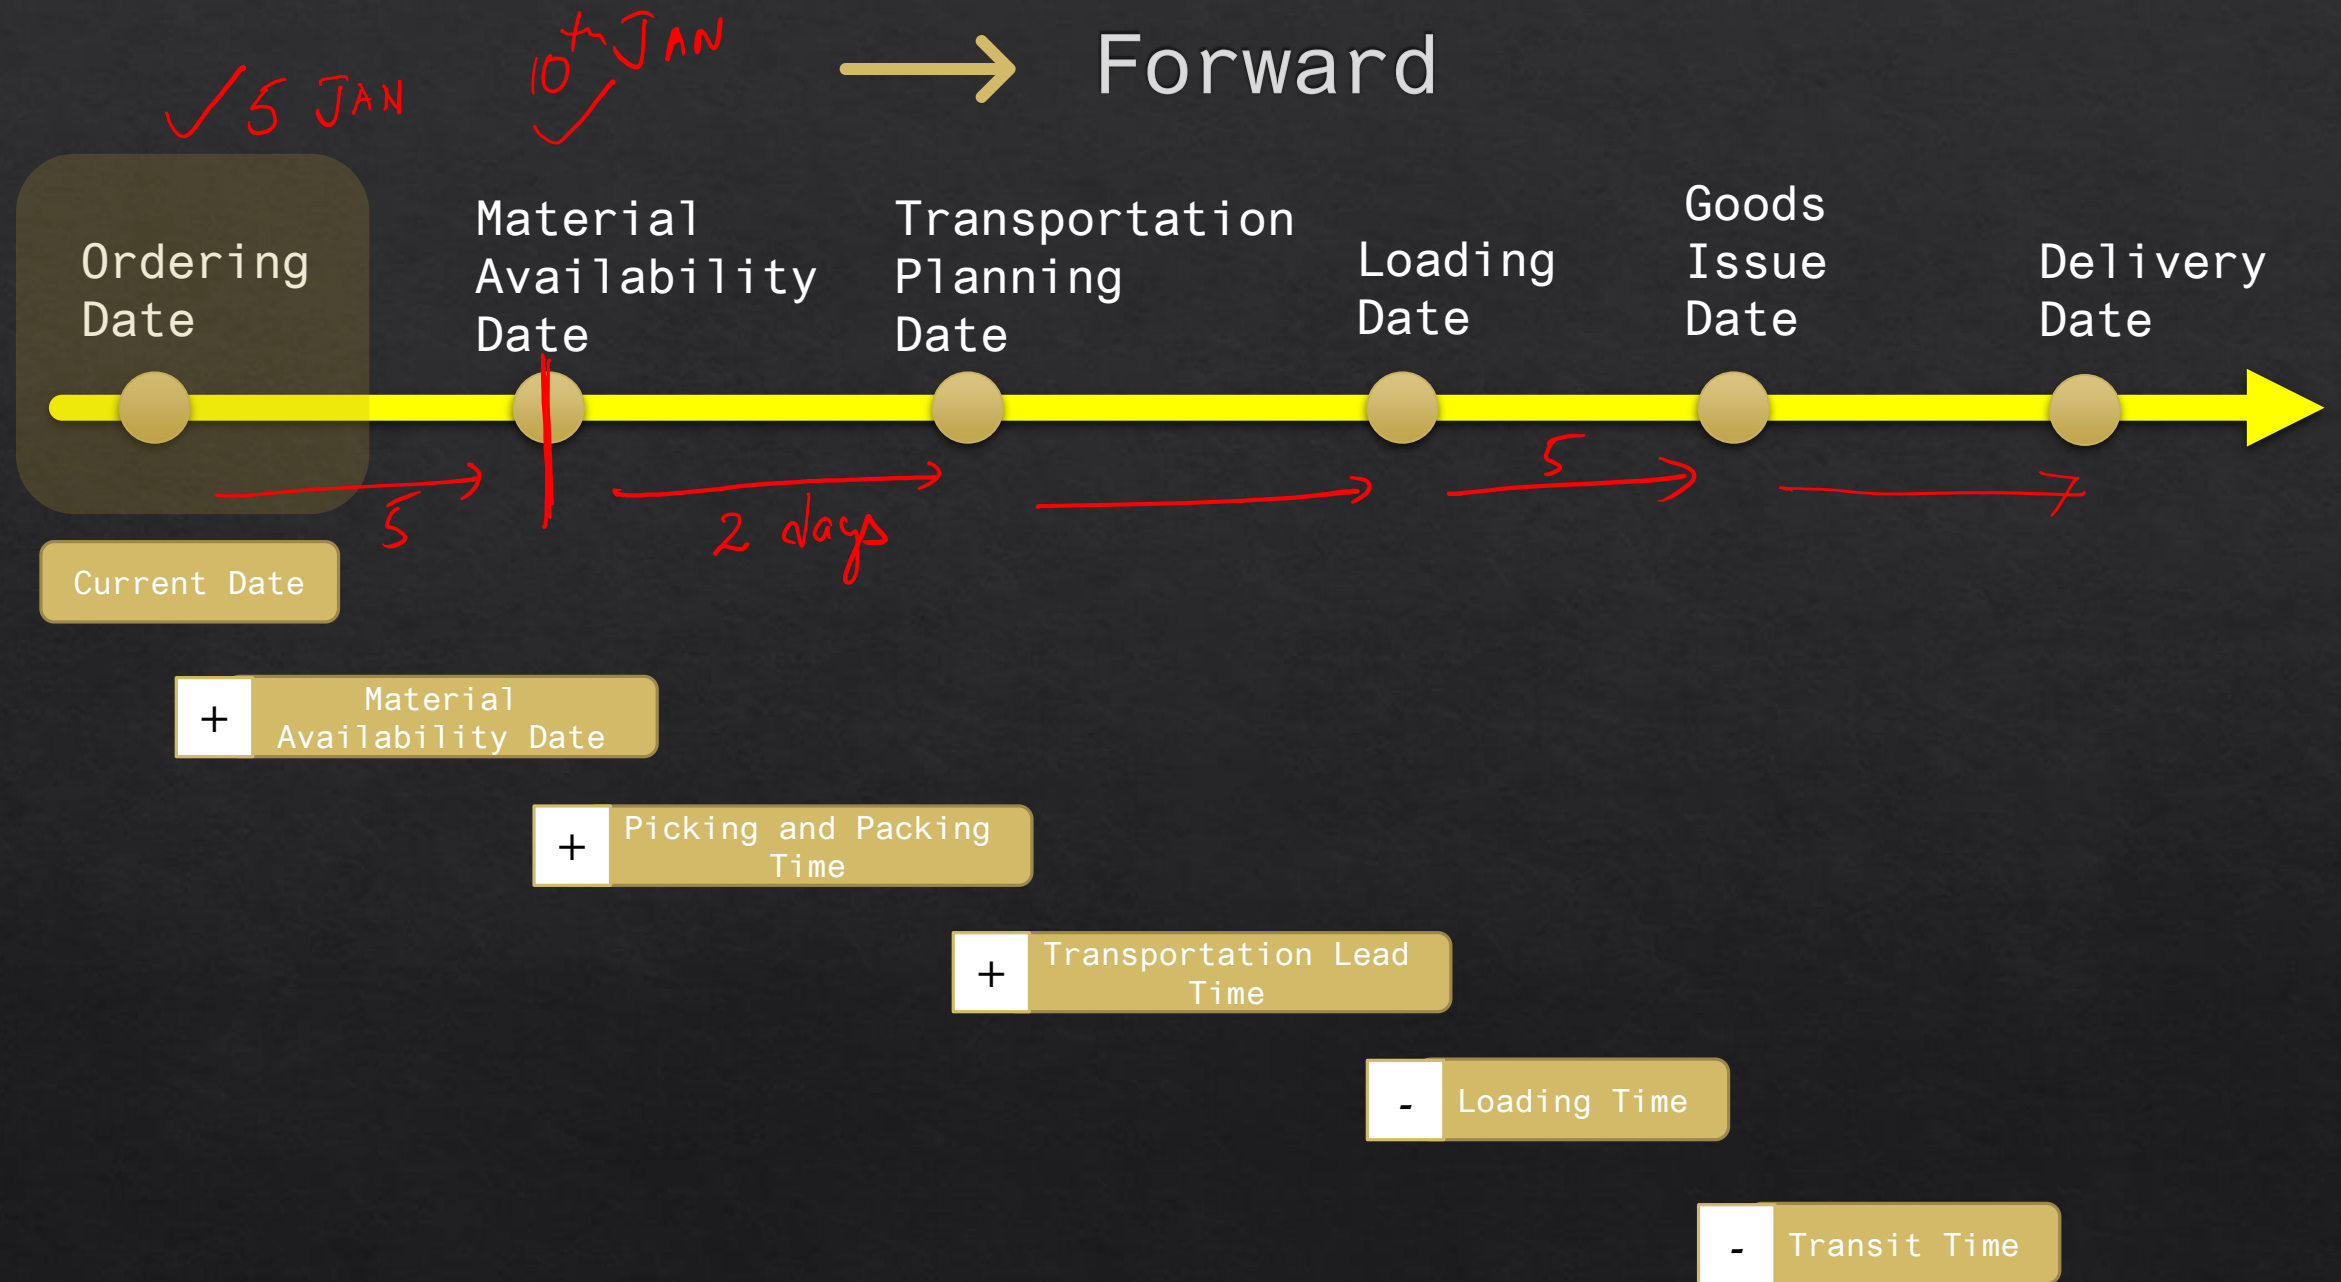 10th JAN
✓ 5 JAN
Forward
Ordering
Date
Material
Availability
Date
Transportation
Planning
Date
Loading
Date
Goods
Issue
Date
Delivery
Date
5
2 days
5
Current Date
+ Material
Availability Date
+ Picking and Packing
Time
+ Transportation Lead
Time
- Loading Time
- Transit Time